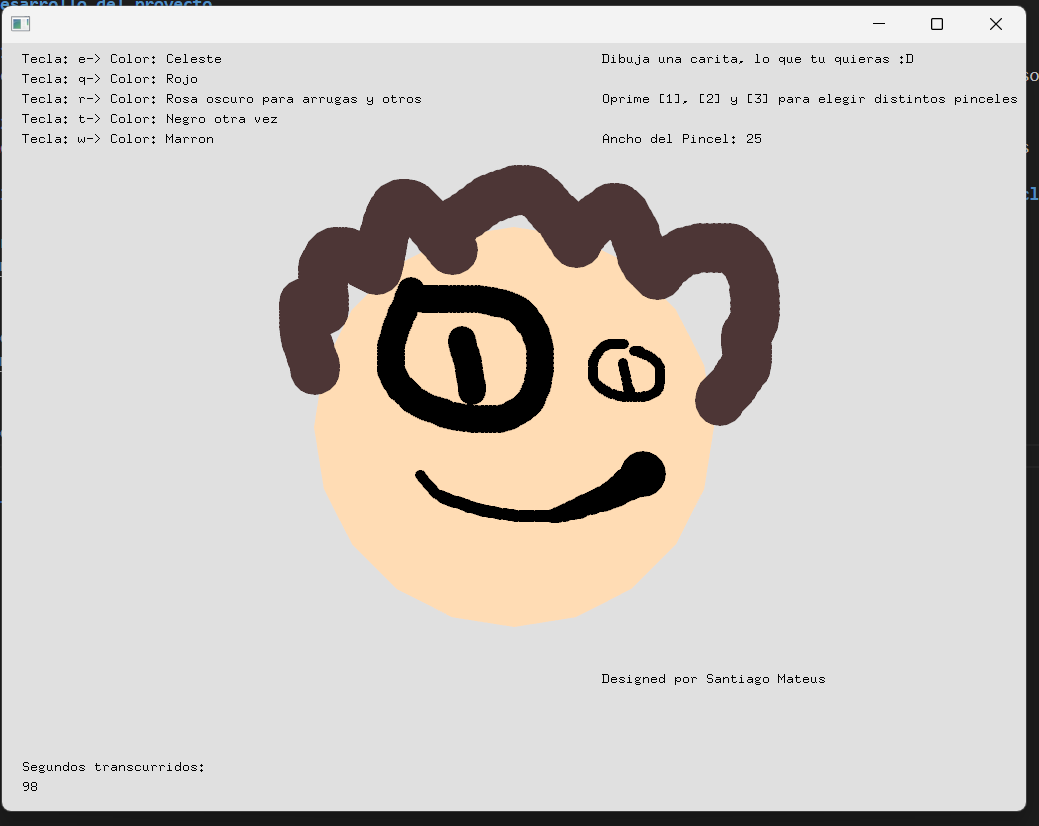 esarrollo del proyecto
Tecla: e-> Color: Celeste
Tecla: q-> Color: Rojo
Tecla: r-> Color: Rosa oscuro para arrugas y otros
Tecla: t-> Color: Negro otra vez
Tecla: w-> Color: Marron
Dibuja una carita, lo que tu quieras :D
Oprime [1], [2] y [3] para elegir distintos pinceles
Ancho del Pincel: 25
so
s
cl
Designed por Santiago Mateus
Segundos transcurridos:
98